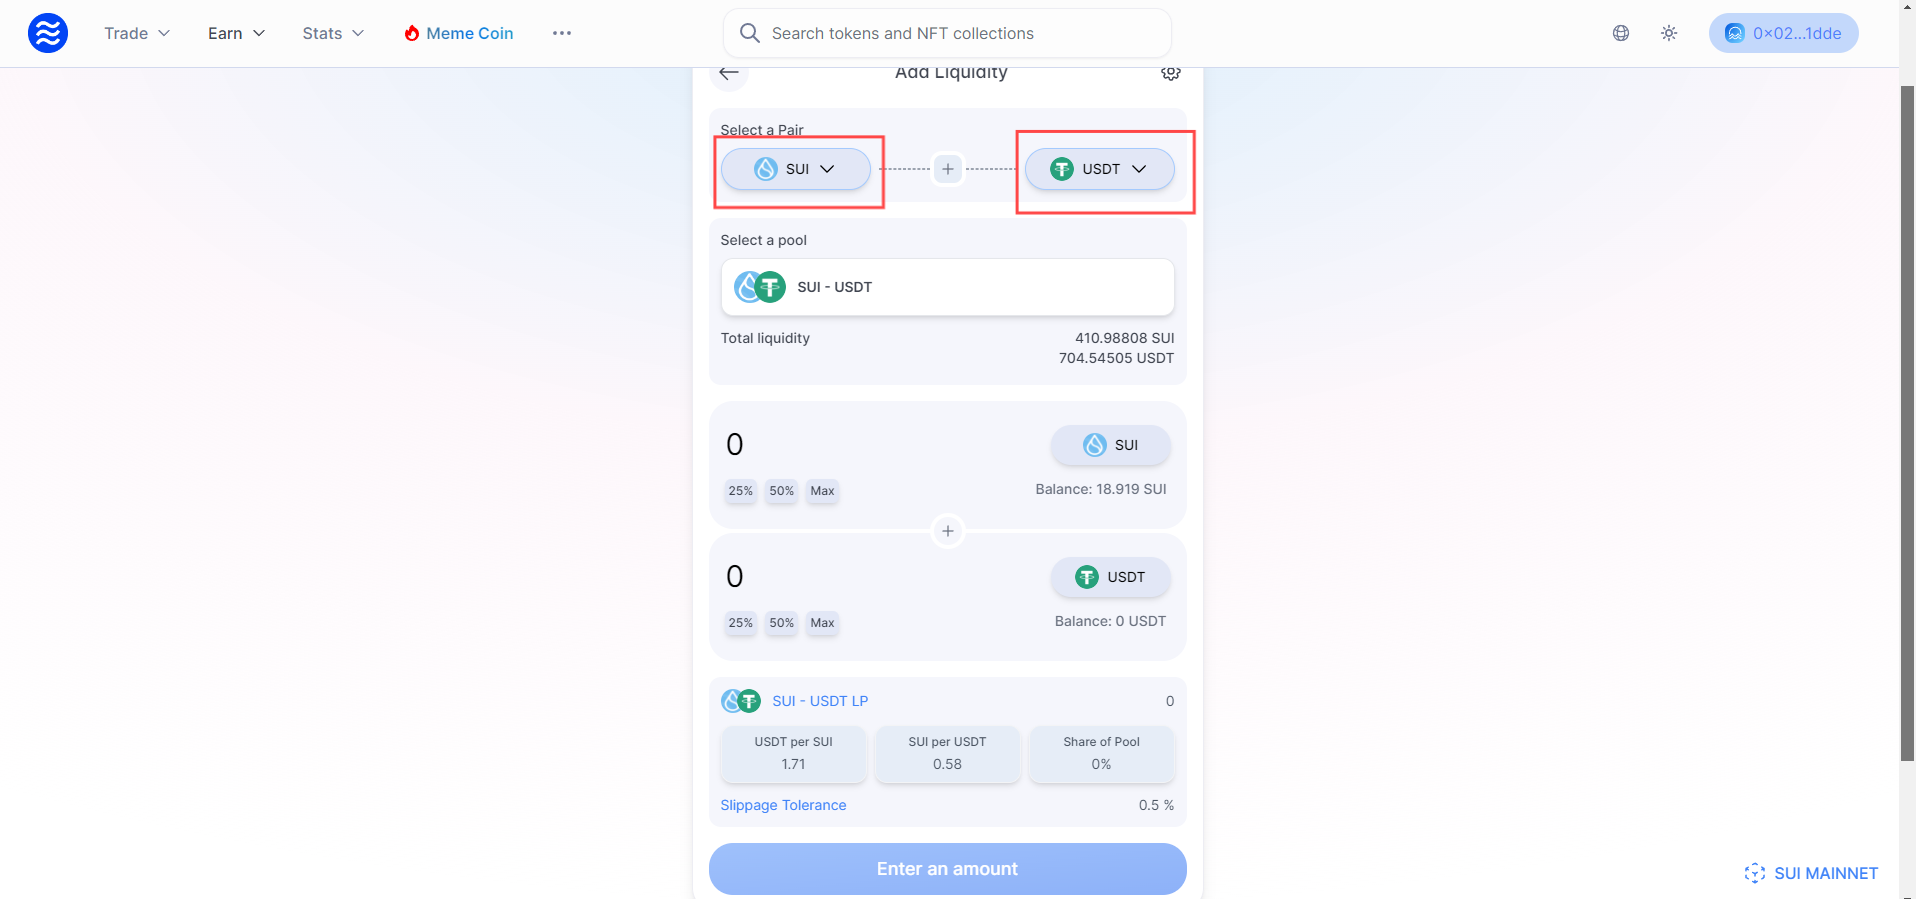 Trade
Earn
Stats
Meme Coin
Search tokens and NFT collections
0x02...1dde
Add Liquidity
Select a Pair
SUI
USDT
Select a pool
SUI - USDT
Total liquidity
410.98808 SUI
704.54505 USDT
0
SUI
25% 50% Max
Balance: 18.919 SUI
0
USDT
25% 50% Max
Balance: 0 USDT
SUI - USDT LP
0
USDT per SUI
1.71
SUI per USDT
0.58
Share of Pool
0%
Slippage Tolerance
0.5 %
Enter an amount
SUI MAINNET